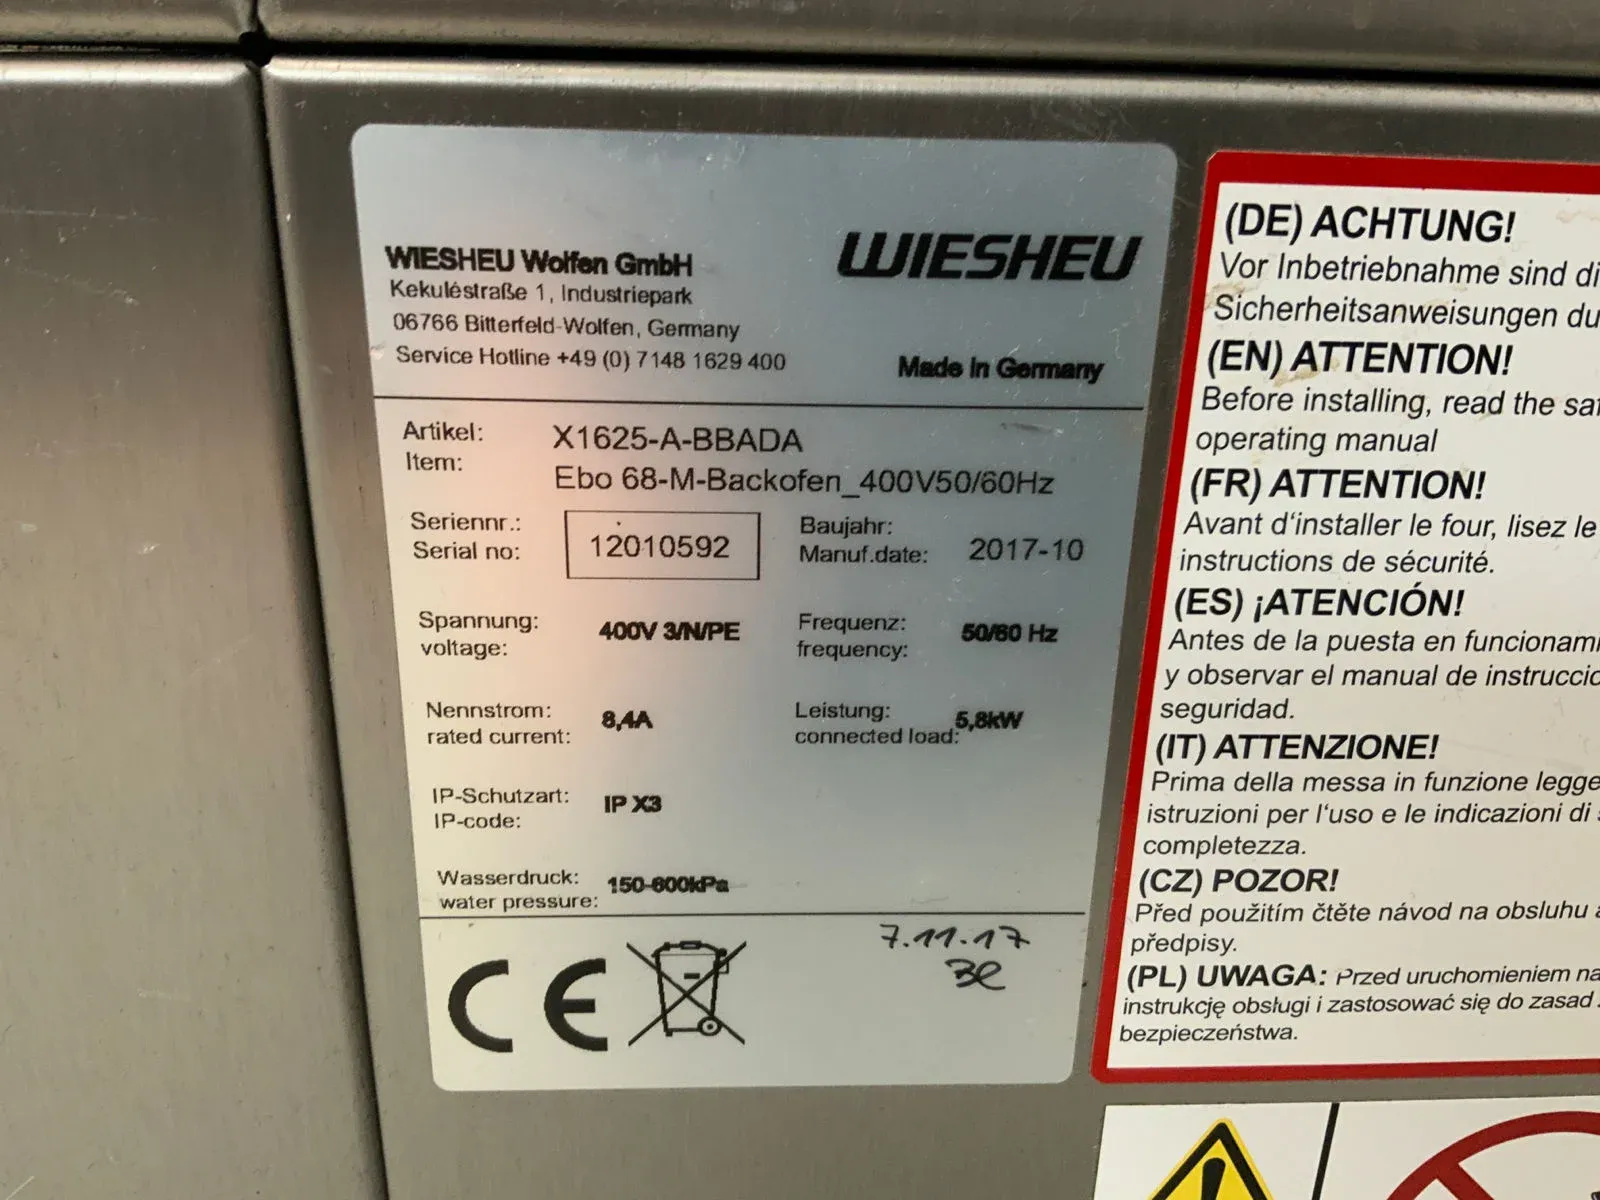 WIESHEU Wolfen GmbH
Kekuléstraße 1, Industriepark
06766 Bitterfeld-Wolfen, Germany
Service Hotline +49 (0) 7148 1629 400
WIESHEU
Made in Germany
Artikel: X1625-A-BBADA
Item: Ebo 68-M-Backofen_400V50/60Hz
Seriennr.:
Serial no: 12010592
Baujahr:
Manuf.date: 2017-10
Spannung:
voltage: 400V 3/N/PE
Frequenz:
frequency: 50/60 Hz
Nennstrom:
rated current: 8,4A
Leistung:
connected load: 5,8kW
IP-Schutzart:
IP-code: IP X3
Wasserdruck:
water pressure: 150-600kPa
CE
7.11.17
(DE) ACHTUNG!
Vor Inbetriebnahme sind
Sicherheitsanweisungen
(EN) ATTENTION!
Before installing, read the
operating manual
(FR) ATTENTION!
Avant d‘installer le four, lisez le
instructions de sécurité.
(ES) ¡ATENCIÓN!
Antes de la puesta en
y observar el manual de
seguridad.
(IT) ATTENZIONE!
Prima della messa in funzione
istruzioni per l‘uso e le indicazioni di
completezza.
(CZ) POZOR!
Před použitím čtěte návod na obsluhu
předpisy.
(PL) UWAGA: Przed uruchomieniem
instrukcję obsługi i zastosować się do zasad
bezpieczeństwa.